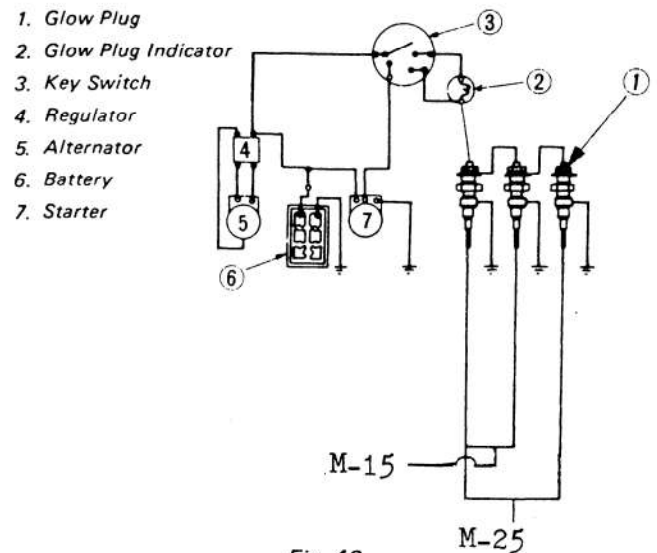 1. Glow Plug
2. Glow Plug Indicator
3. Key Switch
4. Regulator
5. Alternator
6. Battery
7. Starter
3
2
1
4
5
7
6
M-15
M-25